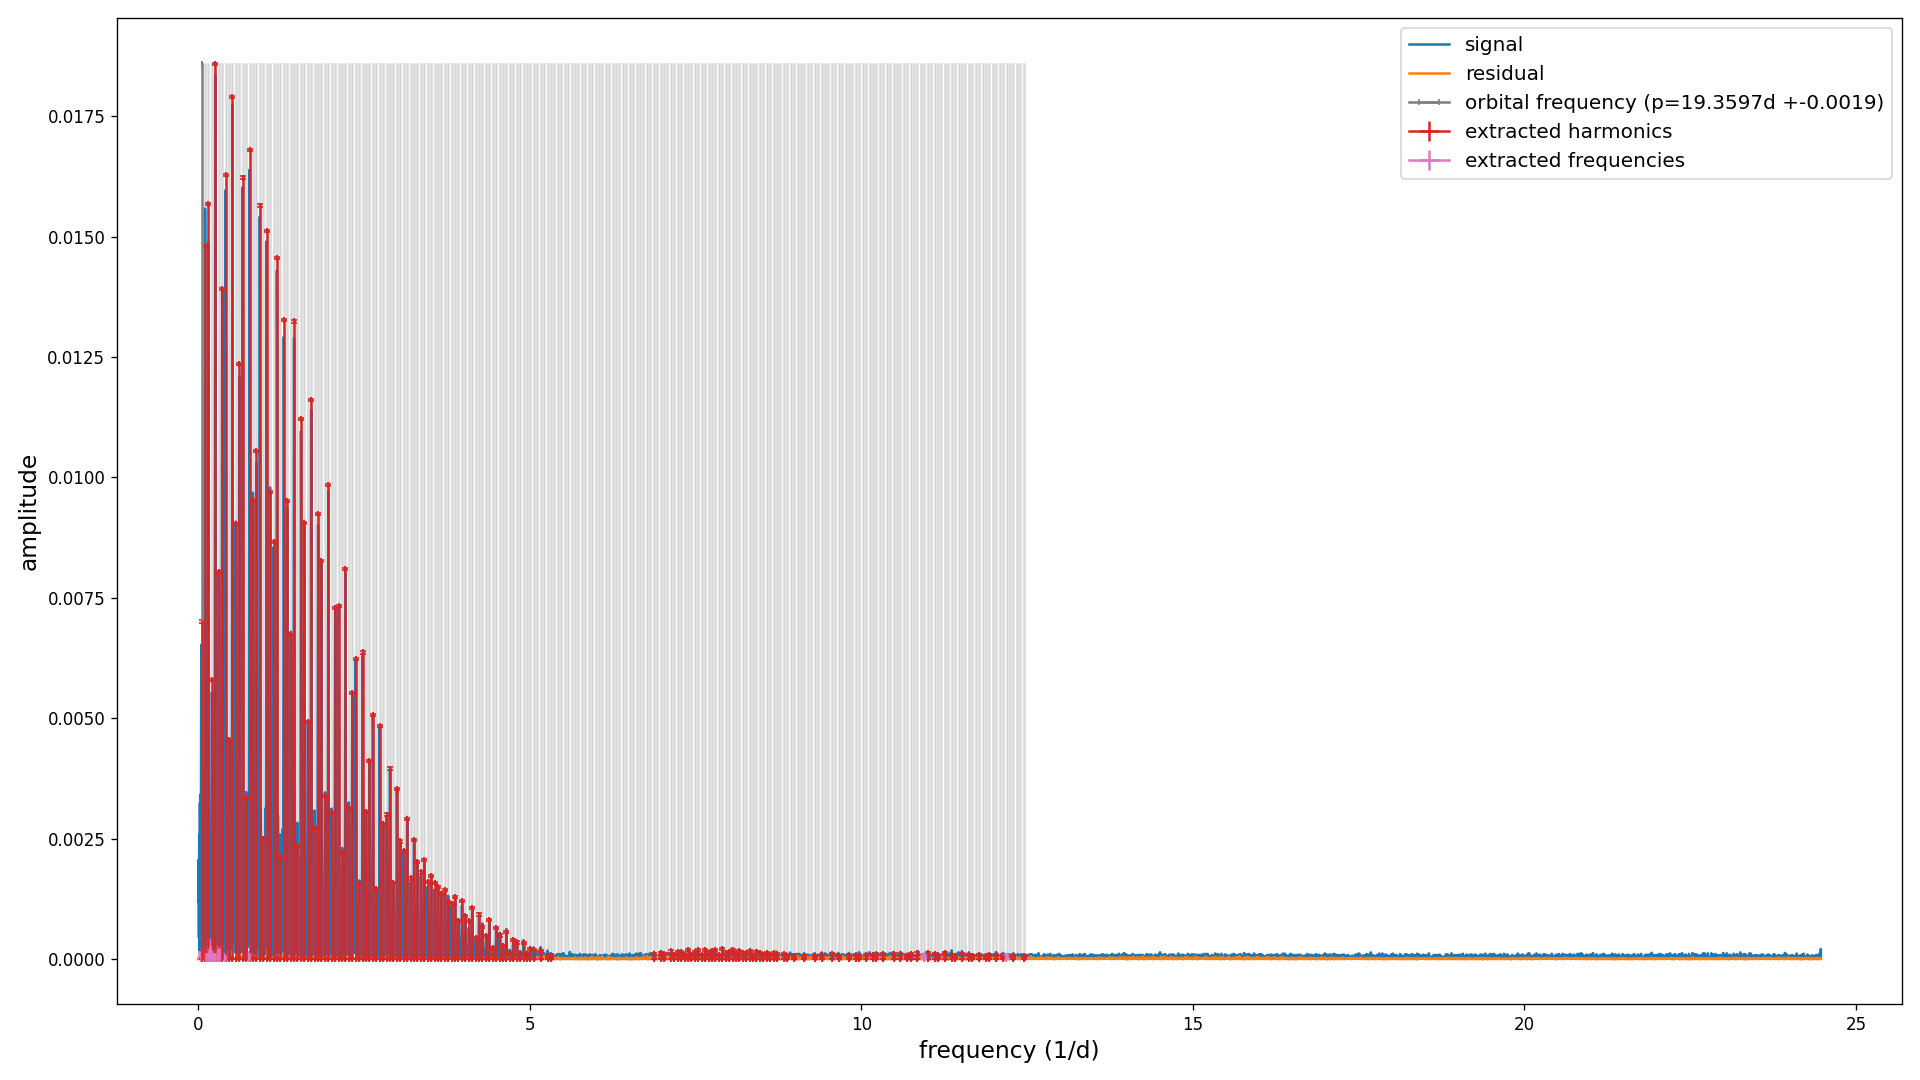 signal
residual
orbital frequency (p=19.3597d +-0.0019)
extracted harmonics
extracted frequencies
0.0175
0.0150
0.0125
0.0100
0.0075
0.0050
0.0025
0.0000
amplitude
0 5 10 15 20 25
frequency (1/d)